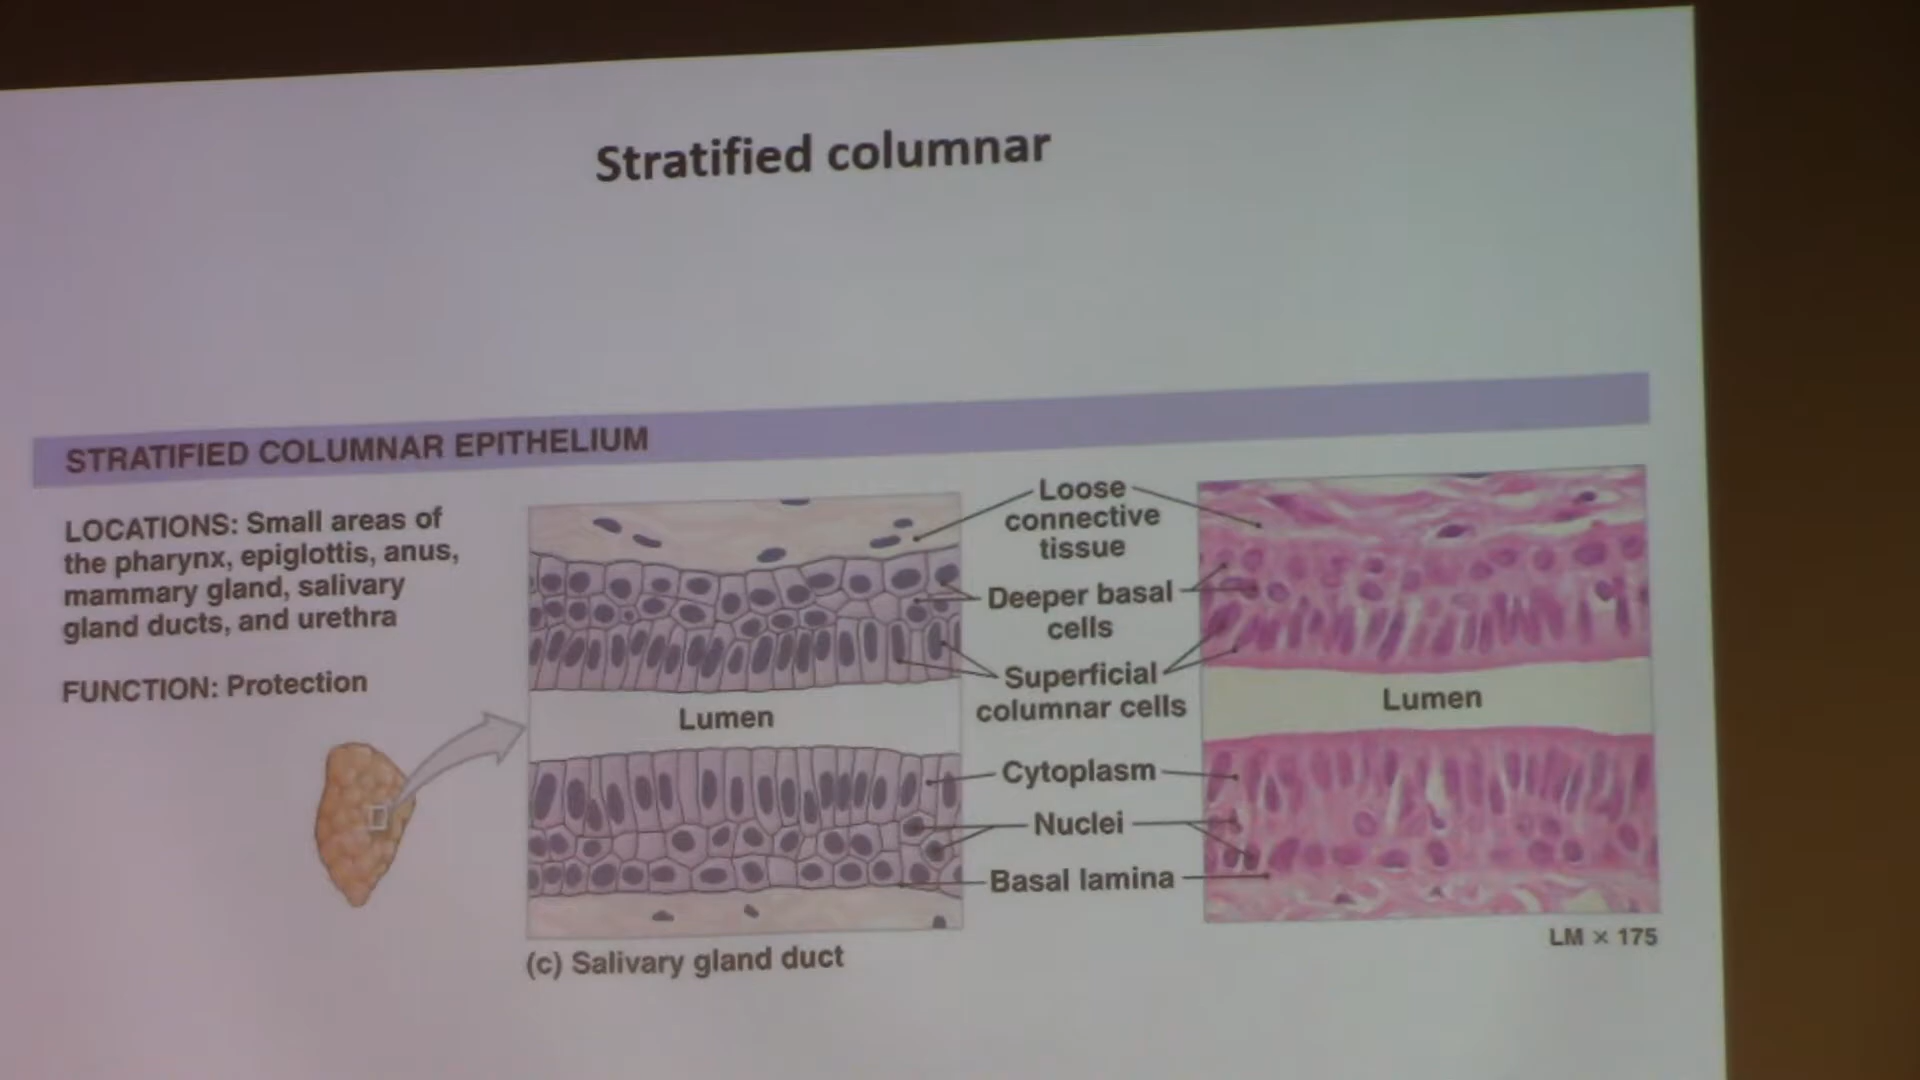 Stratified columnar
STRATIFIED COLUMNAR EPITHELIUM
LOCATIONS: Small areas of
the pharynx, epiglottis, anus,
mammary gland, salivary
gland ducts, and urethra
FUNCTION: Protection
Loose
connective
tissue
Deeper basal
cells
Superficial
columnar cells
Lumen
Lumen
Cytoplasm
Nuclei
Basal lamina
(c) Salivary gland duct
LM × 175